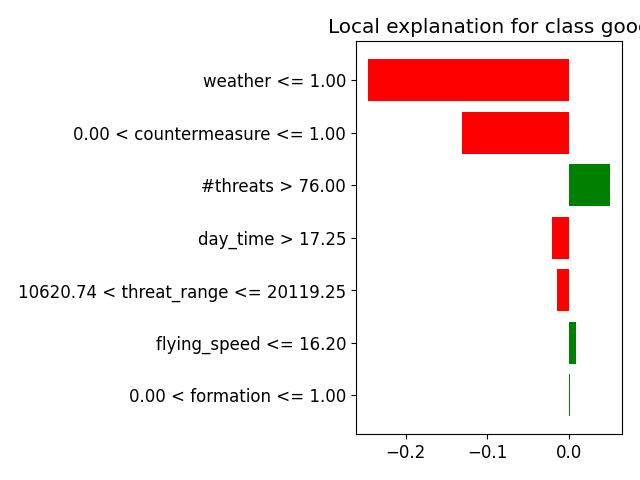 Local explanation for class good
weather <= 1.00
0.00 < countermeasure <= 1.00
#threats > 76.00
day_time > 17.25
10620.74 < threat_range <= 20119.25
flying_speed <= 16.20
0.00 < formation <= 1.00
−0.2 −0.1 0.0